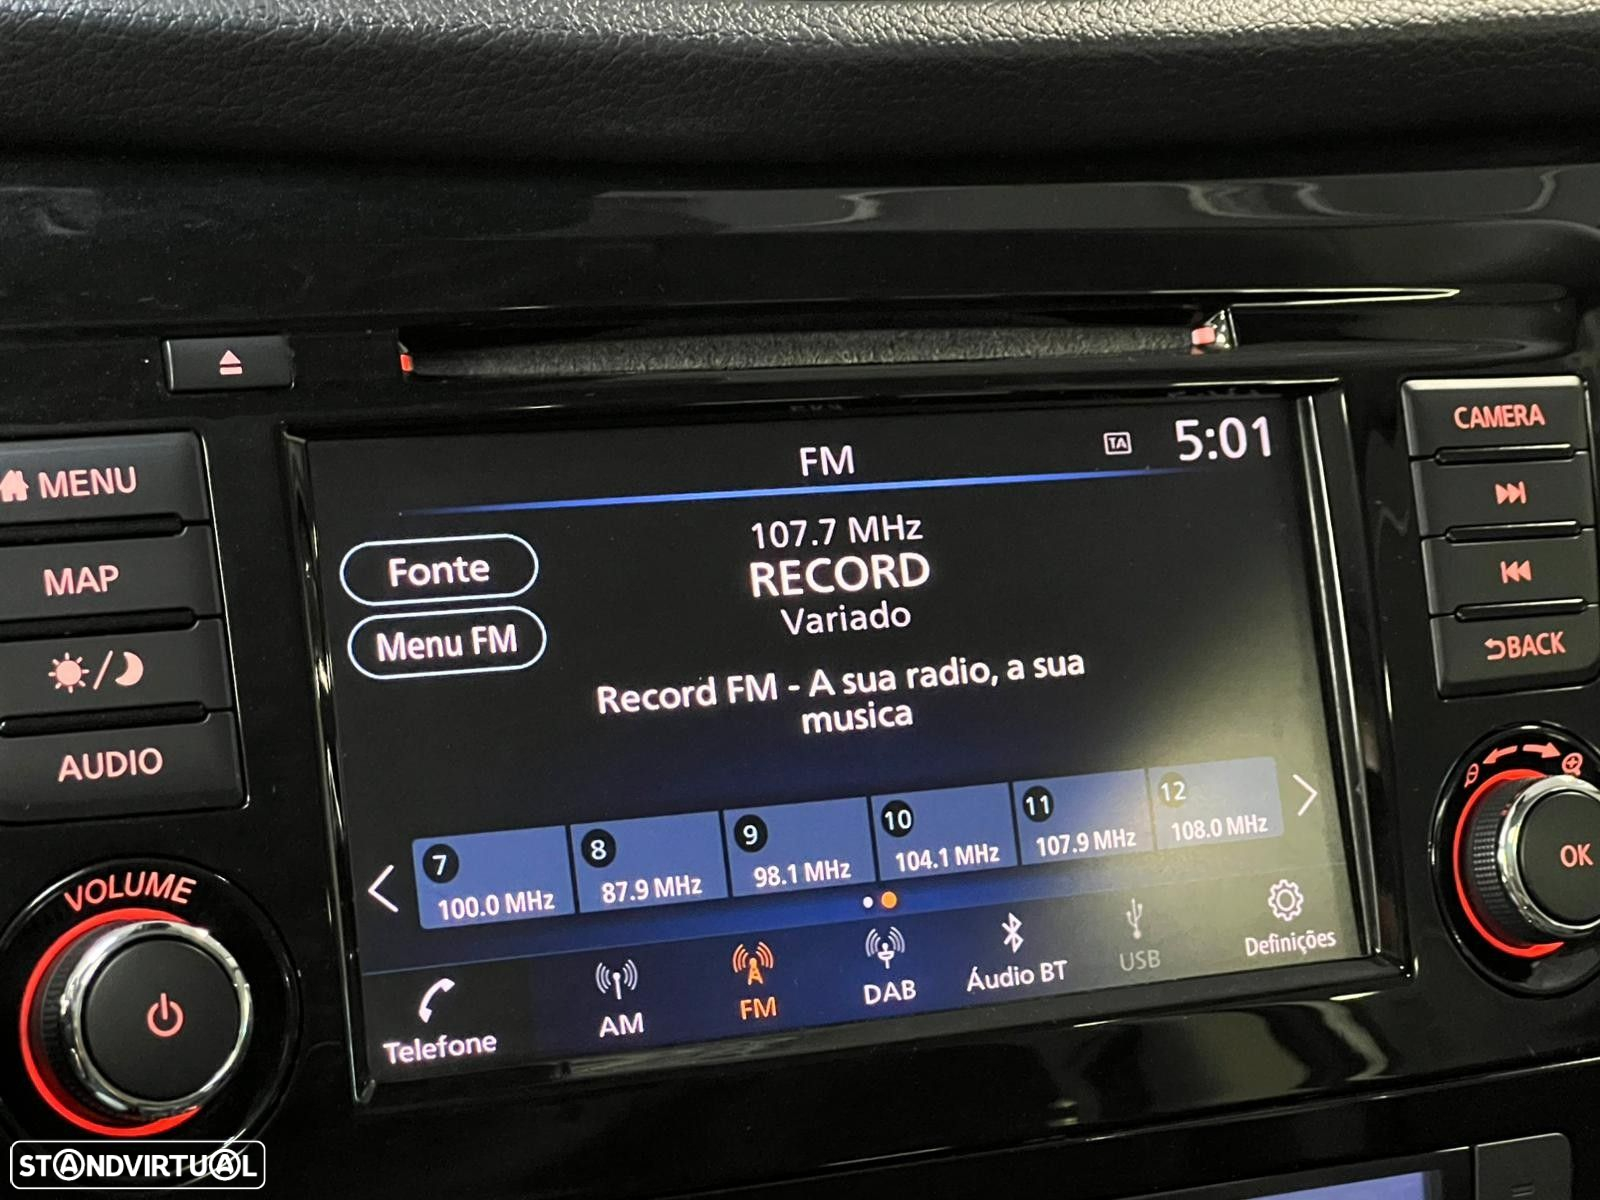 FM
TA
5:01
CAMERA
MENU
MAP
AUDIO
VOLUME
Fonte
Menu FM
107.7 MHz
RECORD
Variado
Record FM - A sua radio, a sua
musica
BACK
OK
7
100.0 MHz
8
87.9 MHz
9
98.1 MHz
10
104.1 MHz
11
107.9 MHz
12
108.0 MHz
Telefone
AM
FM
DAB
Áudio BT
USB
Definições
STANDVIRTUAL